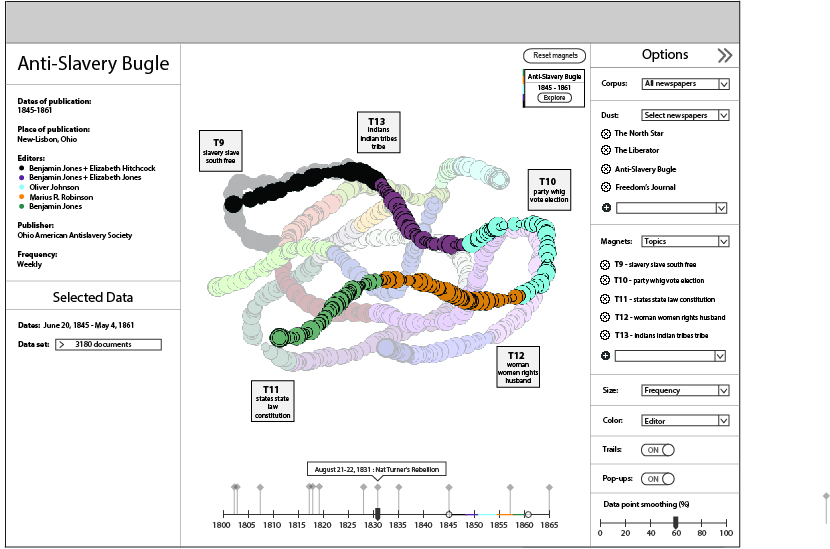 Anti-Slavery Bugle
Dates of publication:
1845-1861
Place of publication:
New-Lisbon, Ohio
Editors:
Benjamin Jones + Elizabeth Hitchcock
Benjamin Jones + Elizabeth Jones
Oliver Johnson
Marius R. Robinson
Benjamin Jones
Publisher:
Ohio American Antislavery Society
Frequency:
Weekly
Selected Data
Dates: June 20, 1845 - May 4, 1861
Data set: > 3180 documents
Reset magnets
Anti-Slavery Bugle
1845 - 1861
Explore
T9
slavery slave
south free
T13
indians
indian tribes
tribe
T10
party whig
vote election
T11
states state
law
constitution
T12
woman
women rights
husband
August 21-22, 1831 : Nat Turner's Rebellion
1800 1805 1810 1815 1820 1825 1830 1835 1840 1845 1850 1855 1860 1865
Options
Corpus: All newspapers
Dust: Select newspapers
The North Star
The Liberator
Anti-Slavery Bugle
Freedom's Journal
Magnets: Topics
T9 - slavery slave south free
T10 - party whig vote election
T11 - states state law constitution
T12 - woman women rights husband
T13 - indians indian tribes tribe
Size: Frequency
Color: Editor
Trails: ON
Pop-ups: ON
Data point smoothing (%)
0 20 40 60 80 100